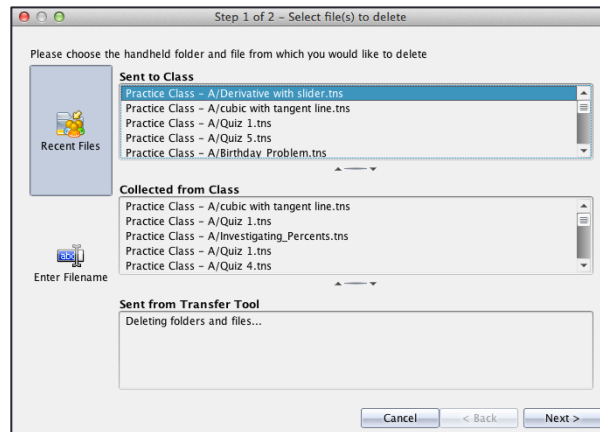 Step 1 of 2 – Select file(s) to delete
Please choose the handheld folder and file from which you would like to delete
Recent Files
Sent to Class
Practice Class – A/Derivative with slider.tns
Practice Class – A/cubic with tangent line.tns
Practice Class – A/Quiz 1.tns
Practice Class – A/Quiz 5.tns
Practice Class – A/Birthday_Problem.tns
Collected from Class
Practice Class – A/cubic with tangent line.tns
Practice Class – A/Quiz 1.tns
Practice Class – A/Investigating_Percents.tns
Practice Class – A/Quiz 1.tns
Practice Class – A/Quiz 4.tns
abc
Enter Filename
Sent from Transfer Tool
Deleting folders and files...
Cancel
< Back
Next >